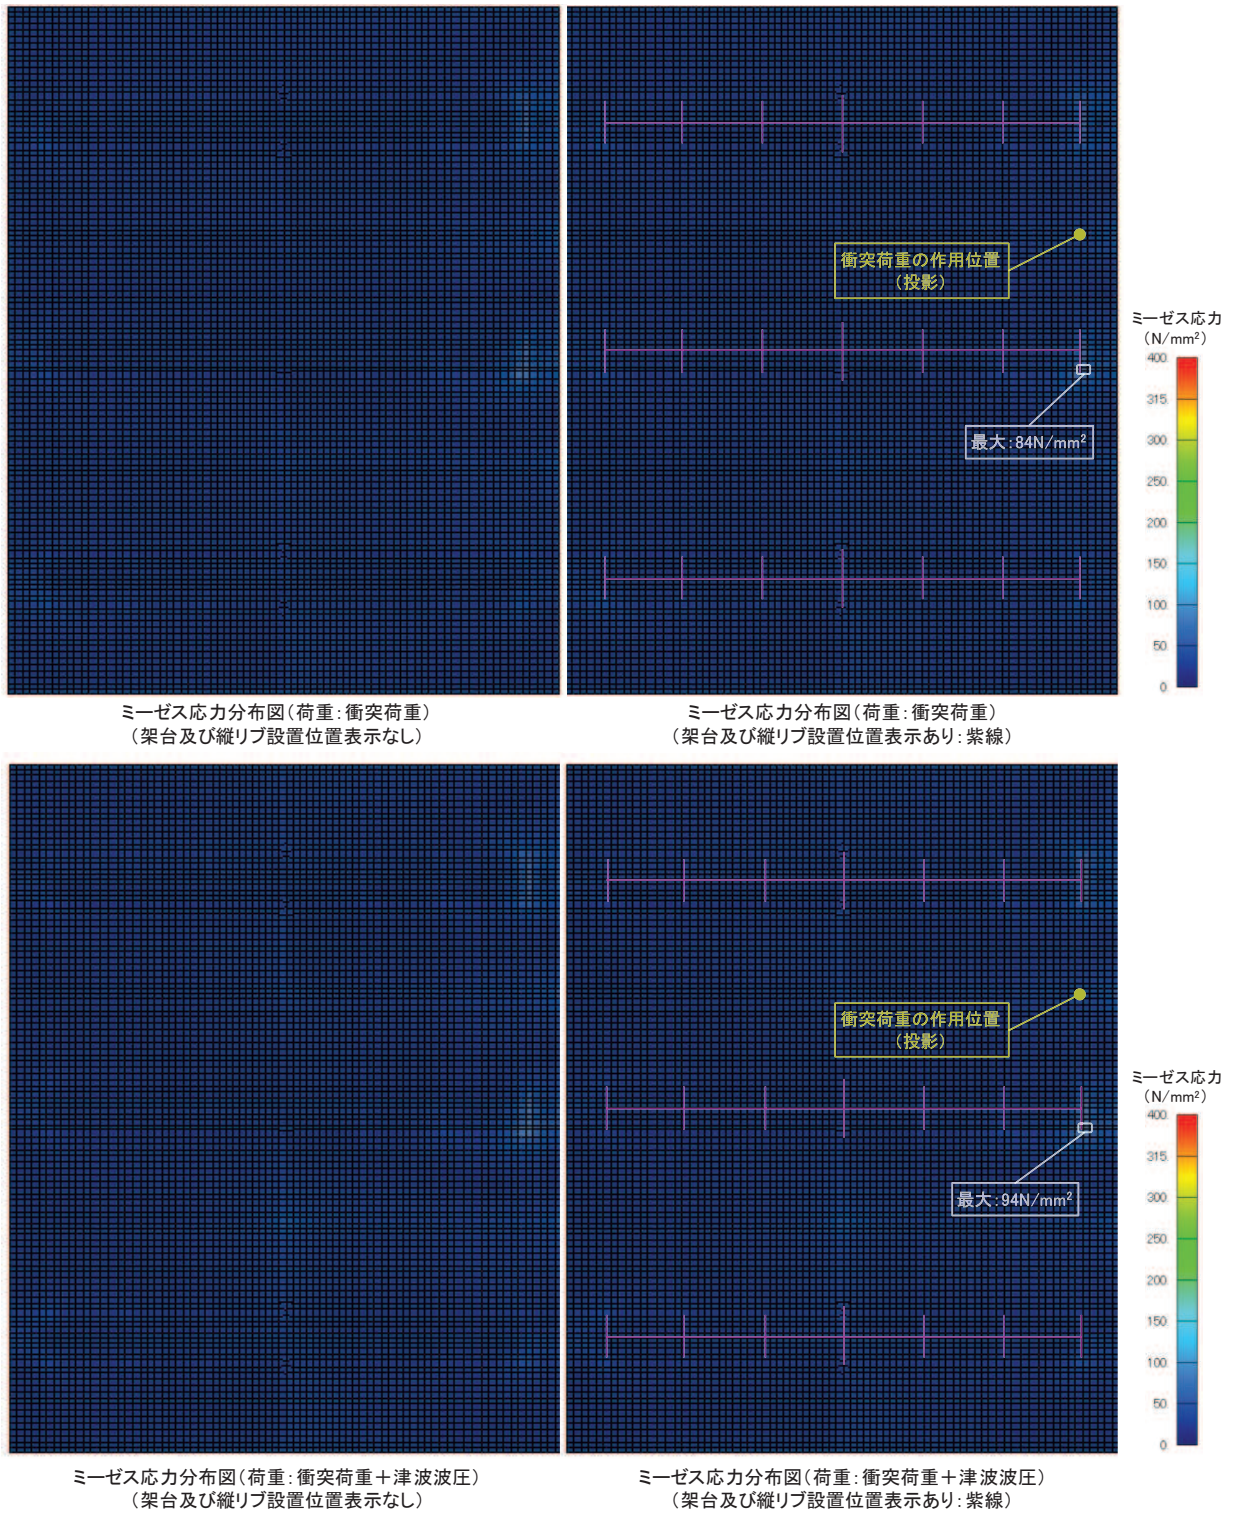 衝突荷重の作用位置
（投影）
最大：84N/mm²
ミーゼス応力
（N/mm²）
400.
315.
300.
250.
200.
150.
100.
50.
0.
ミーゼス応力分布図（荷重：衝突荷重）
（架台及び縦リブ設置位置表示なし）
ミーゼス応力分布図（荷重：衝突荷重）
（架台及び縦リブ設置位置表示あり：紫線）
衝突荷重の作用位置
（投影）
最大：94N/mm²
ミーゼス応力
（N/mm²）
400.
315.
300.
250.
200.
150.
100.
50.
0.
ミーゼス応力分布図（荷重：衝突荷重＋津波波圧）
（架台及び縦リブ設置位置表示なし）
ミーゼス応力分布図（荷重：衝突荷重＋津波波圧）
（架台及び縦リブ設置位置表示あり：紫線）